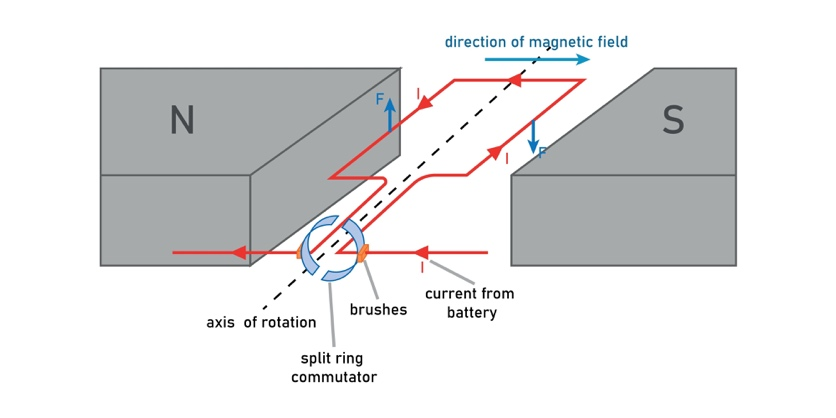 direction of magnetic field
F
I
N
S
F
I
I
current from
battery
brushes
axis of rotation
split ring
commutator